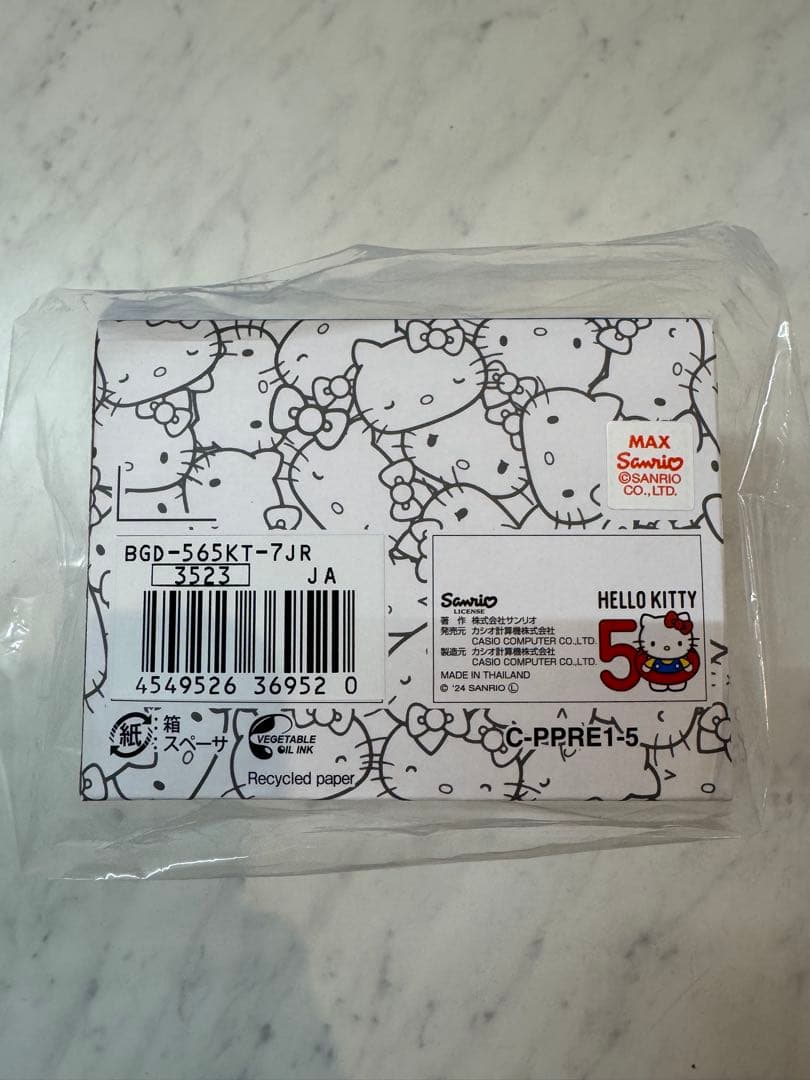 MAX
Sanrio
©SANRIO
CO.,LTD.
BGD-565KT-7JR
3523 JA
4549526 36952 0
Sanrio
LICENSE
HELLO KITTY
50
著 作 株式会社サンリオ
発売元 カシオ計算機株式会社
CASIO COMPUTER CO.,LTD.
製造元 カシオ計算機株式会社
CASIO COMPUTER CO.,LTD.
MADE IN THAILAND
© '24 SANRIO Ⓛ
紙 箱
スペーサ
VEGETABLE
OIL INK
Recycled paper
C-PPRE1-5